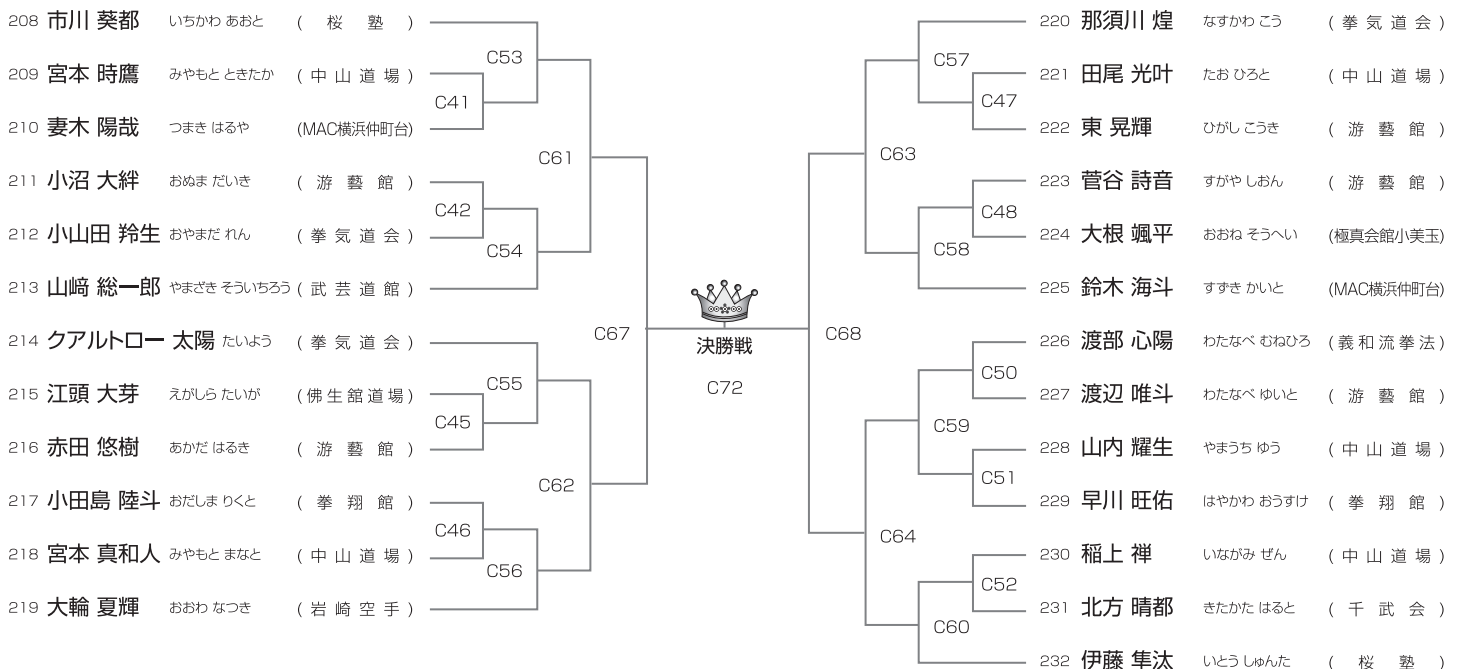 208 市川 葵都 いちかわ あおと ( 桜 塾 )
C53
209 宮本 時鷹 みやもと ときたか ( 中 山 道 場 )
C41
210 妻木 陽哉 つまき はるや (MAC横浜仲町台)
C61
211 小沼 大絆 おぬま だいき ( 游 藝 館 )
C42
212 小山田 羚生 おやまだ れん ( 拳 気 道 会 )
C54
213 山﨑 総一郎 やまざき そういちろう ( 武 芸 道 館 )
C67
214 クアルトロー 太陽 たいよう ( 拳 気 道 会 )
C55
215 江頭 大芽 えがしら たいが ( 佛 生 舘 道 場 )
C45
216 赤田 悠樹 あかだ はるき ( 游 藝 館 )
C62
217 小田島 陸斗 おだしま りくと ( 拳 翔 館 )
C46
218 宮本 真和人 みやもと まなと ( 中 山 道 場 )
C56
219 大輪 夏輝 おおわ なつき ( 岩 崎 空 手 )
決勝戦
C72
220 那須川 煌 なすかわ こう ( 拳 気 道 会 )
C57
221 田尾 光叶 たお ひろと ( 中 山 道 場 )
C47
222 東 晃輝 ひがし こうき ( 游 藝 館 )
C63
223 菅谷 詩音 すがや しおん ( 游 藝 館 )
C48
224 大根 颯平 おおね そうへい (極真会館小美玉)
C58
225 鈴木 海斗 すずき かいと (MAC横浜仲町台)
C68
226 渡部 心陽 わたなべ むねひろ ( 義 和 流 拳 法 )
C50
227 渡辺 唯斗 わたなべ ゆいと ( 游 藝 館 )
C59
228 山内 耀生 やまうち ゆう ( 中 山 道 場 )
C51
229 早川 旺佑 はやかわ おうすけ ( 拳 翔 館 )
C64
230 稲上 禅 いながみ ぜん ( 中 山 道 場 )
C52
231 北方 晴都 きたかた はると ( 千 武 会 )
C60
232 伊藤 隼汰 いとう しゅんた ( 桜 塾 )